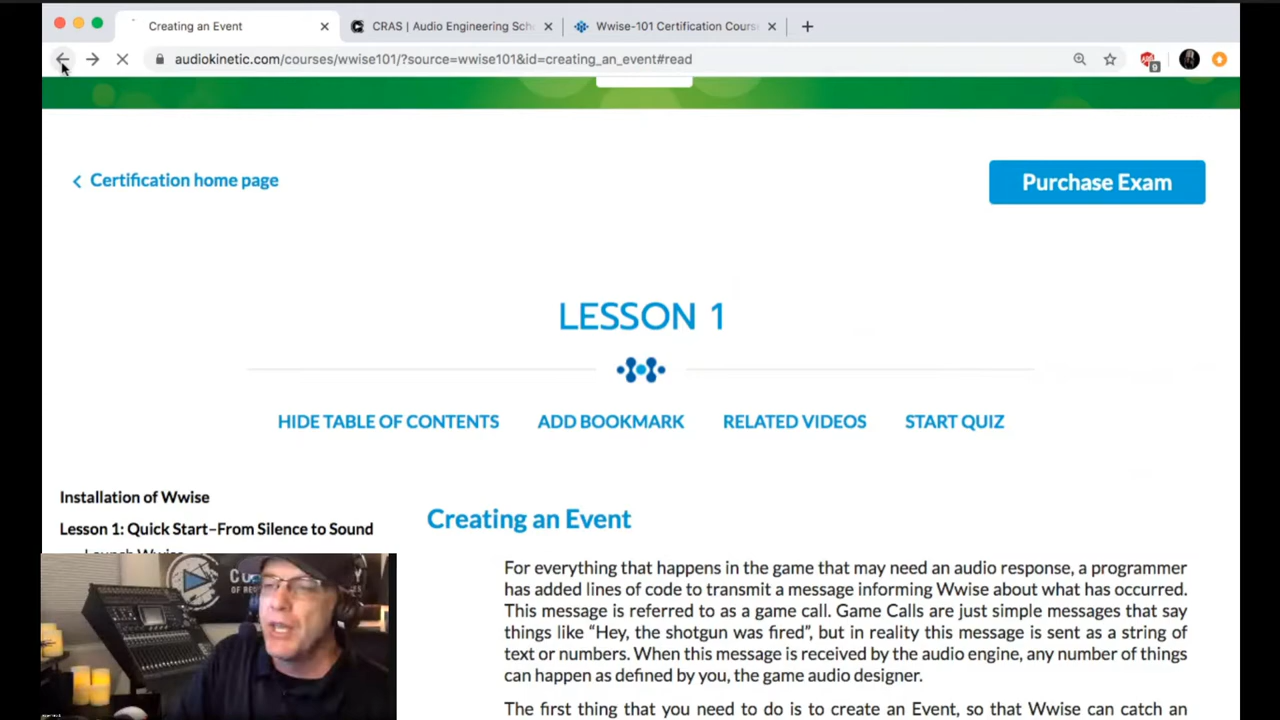 Creating an Event
CRAS | Audio Engineering Scho
Wwise-101 Certification Course
audiokinetic.com/courses/wwise101/?source=wwise101&id=creating_an_event#read
9
Certification home page
Purchase Exam
LESSON 1
HIDE TABLE OF CONTENTS ADD BOOKMARK RELATED VIDEOS START QUIZ
Installation of Wwise
Lesson 1: Quick Start–From Silence to Sound
Launch Wwise
Creating an Event
For everything that happens in the game that may need an audio response, a programmer
has added lines of code to transmit a message informing Wwise about what has occurred.
This message is referred to as a game call. Game Calls are just simple messages that say
things like “Hey, the shotgun was fired”, but in reality this message is sent as a string of
text or numbers. When this message is received by the audio engine, any number of things
can happen as defined by you, the game audio designer.
The first thing that you need to do is to create an Event, so that Wwise can catch an